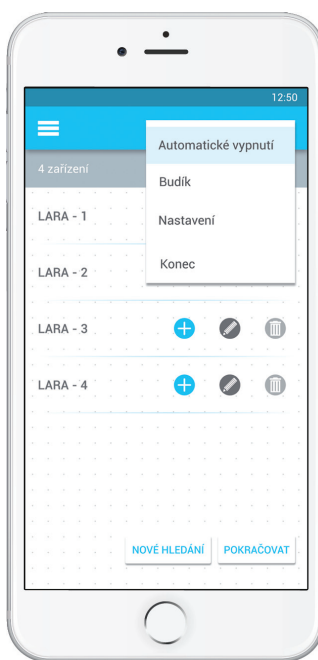 12:50
Automatické vypnutí
4 zařízení
Budík
LARA - 1
Nastavení
Konec
LARA - 2
LARA - 3
LARA - 4
NOVÉ HLEDÁNÍ POKRAČOVAT